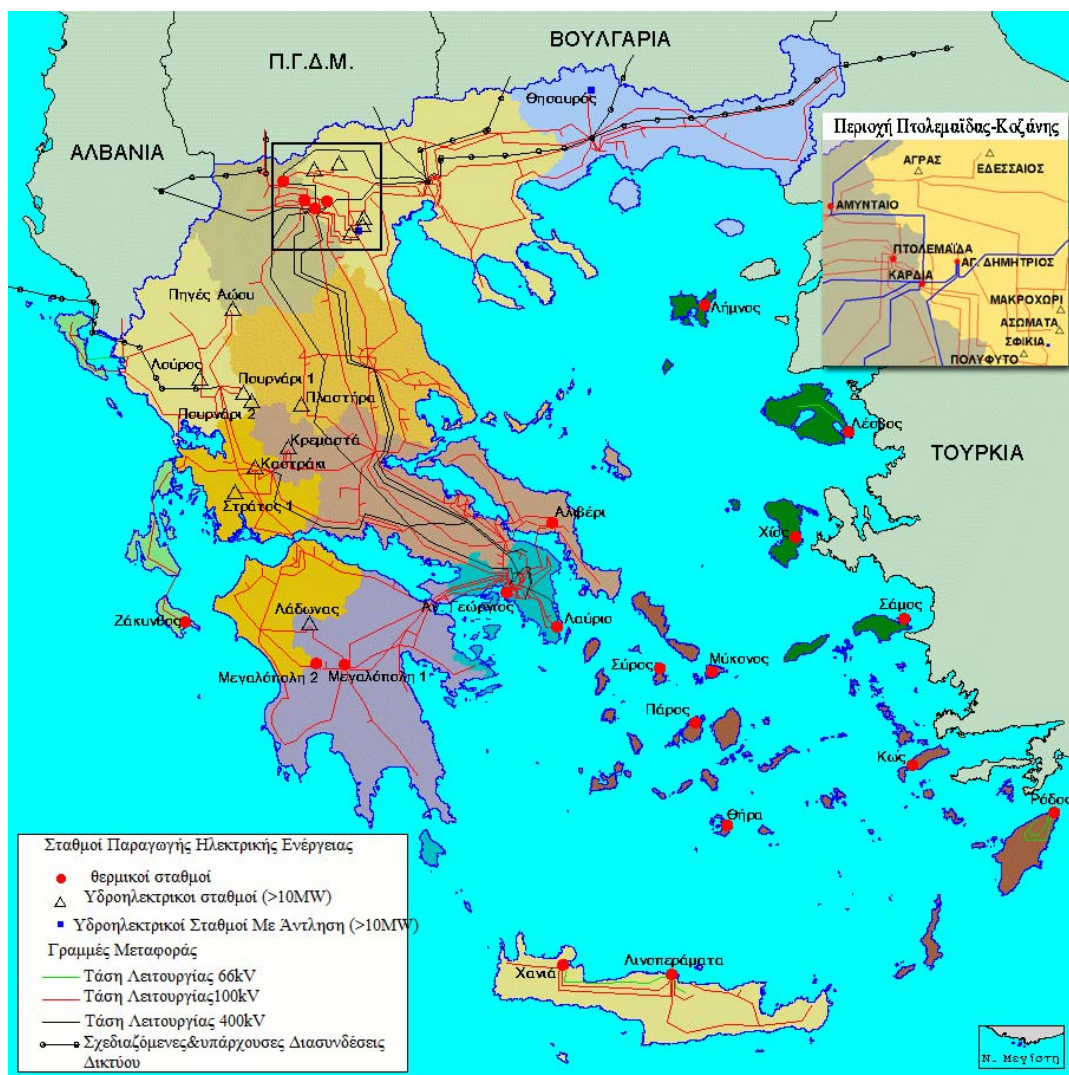 ΒΟΥΛΓΑΡΙΑ
Π.Γ.Δ.Μ.
ΑΛΒΑΝΙΑ
Θησαυρός
Περιοχή Πτολεμαΐδας-Κοζάνης
ΑΓΡΑΣ
ΕΔΕΣΣΑΙΟΣ
ΑΜΥΝΤΑΙΟ
ΠΤΟΛΕΜΑΪΔΑ
ΑΓ. ΔΗΜΗΤΡΙΟΣ
ΚΑΡΔΙΑ
ΜΑΚΡΟΧΩΡΙ
ΑΣΩΜΑΤΑ
ΣΦΙΚΙΑ
ΠΟΛΥΦΥΤΟ
Πηγές Αώου
Λήμνος
Λούρος
Πουρνάρι 1
Πλαστήρα
Πουρνάρι 2
Λέσβος
ΤΟΥΡΚΙΑ
Κρεμαστά
Καστράκι
Στράτος 1
Αλιβέρι
Χίος
Αγ. Γεώργιος
Λάδωνας
Ζάκυνθος
Λαύριο
Σάμος
Σύρος
Μύκονος
Μεγαλόπολη 2
Μεγαλόπολη 1
Πάρος
Κώς
Θήρα
Ρόδος
Χανιά
Λινοπεράματα
Ν. Μεγίστη
Σταθμοί Παραγωγής Ηλεκτρικής Ενέργειας
θερμικοί σταθμοί
Υδροηλεκτρικοι σταθμοί (>10MW)
Υδροηλεκτρικοί Σταθμοί Με Άντληση (>10MW)
Γραμμές Μεταφοράς
Τάση Λειτουργίας 66kV
Τάση Λειτουργίας100kV
Τάση Λειτουργίας 400kV
Σχεδιαζόμενες&υπάρχουσες Διασυνδέσεις
Δικτύου